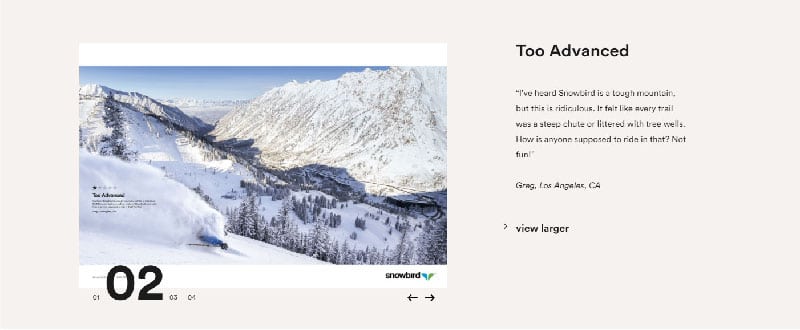 Too Advanced
"I've heard Snowbird is a tough mountain,
but this is ridiculous. It felt like every trail
was a steep chute or littered with tree wells.
How is anyone supposed to ride in that? Not
fun!"
Greg, Los Angeles, CA
view larger
Too Advanced
snowbird
01
02
03
04